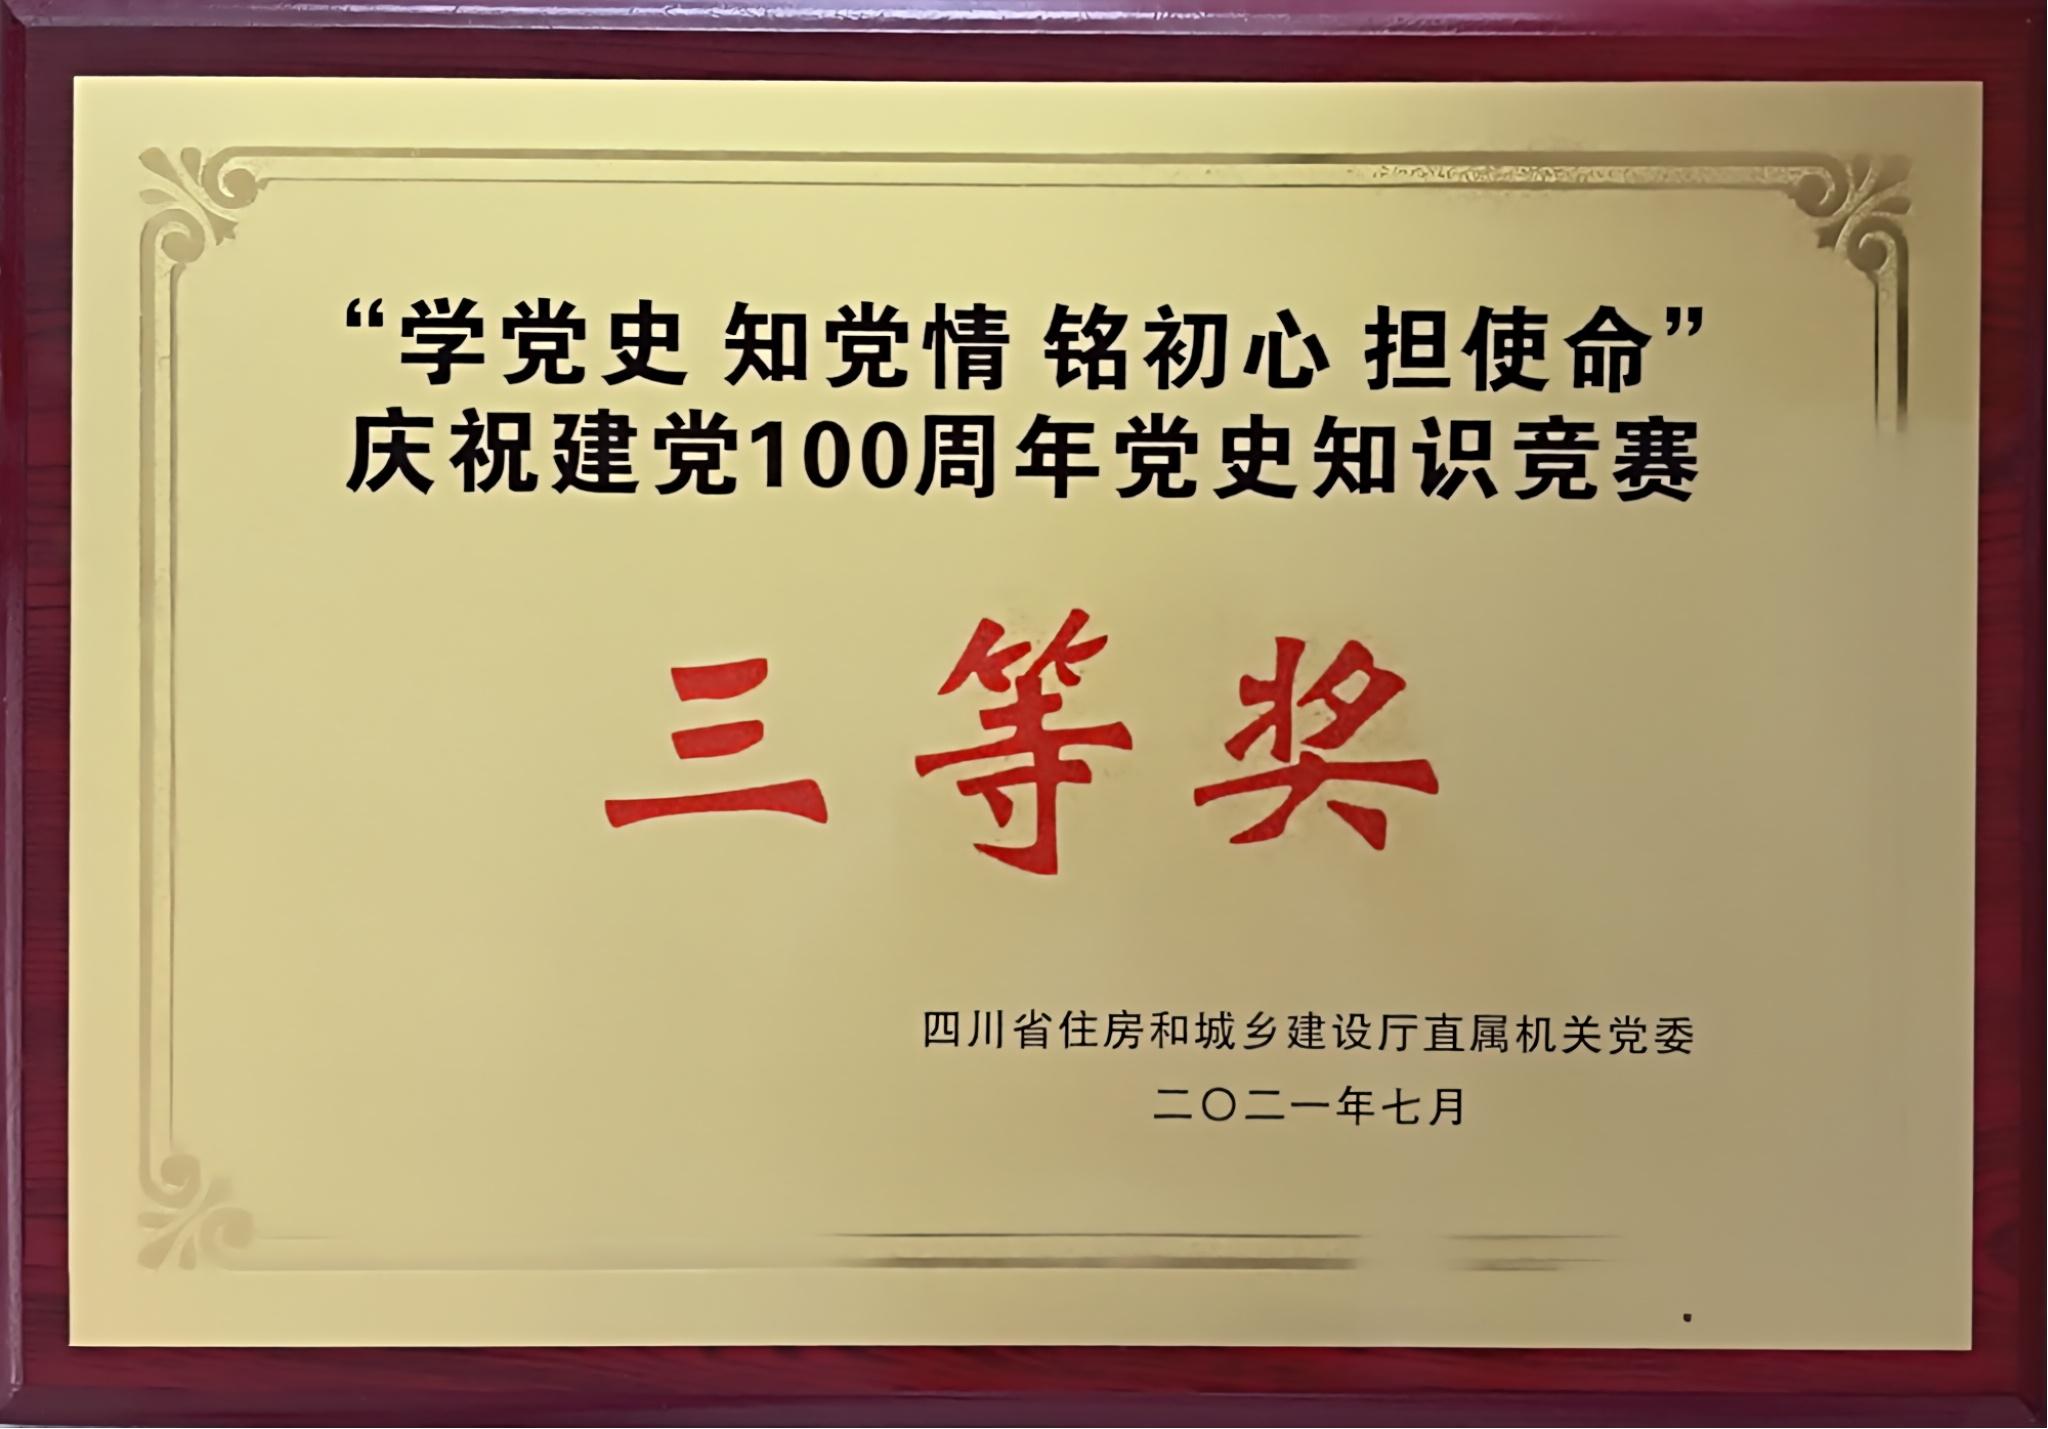 “学党史 知党情 铭初心 担使命”
庆祝建党100周年党史知识竞赛
三等奖
四川省住房和城乡建设厅直属机关党委
二〇二一年七月